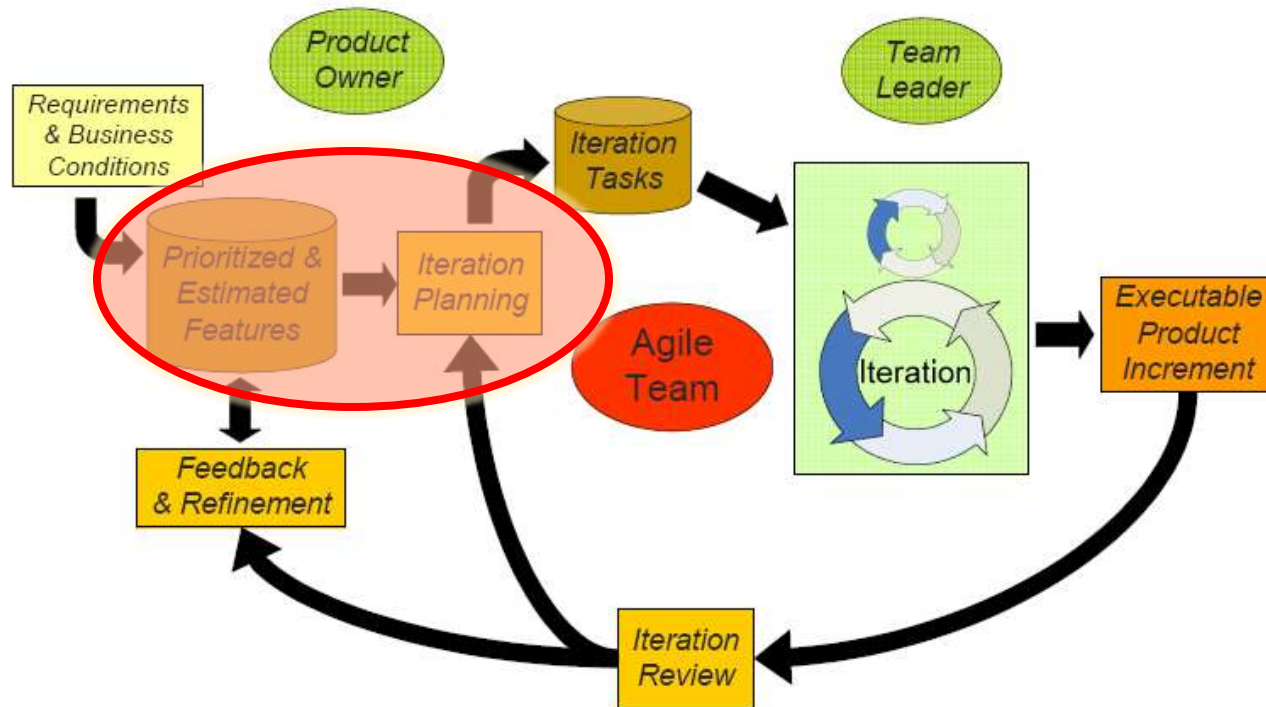 Product
Owner
Team
Leader
Requirements
& Business
Conditions
Iteration
Tasks
Prioritized &
Estimated
Features
Iteration
Planning
Agile
Team
Iteration
Executable
Product
Increment
Feedback
& Refinement
Iteration
Review